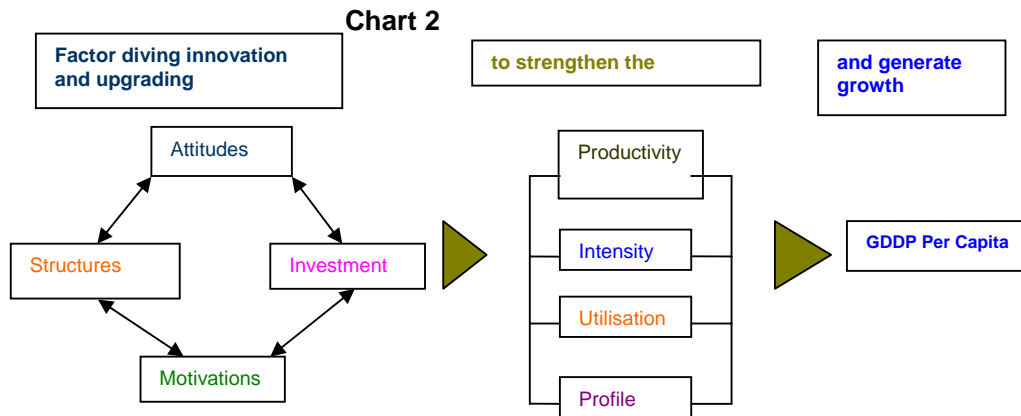 Chart 2
Factor diving innovation
and upgrading
to strengthen the
and generate
growth
Attitudes
Structures
Investment
Motivations
Productivity
Intensity
Utilisation
Profile
GDDP Per Capita